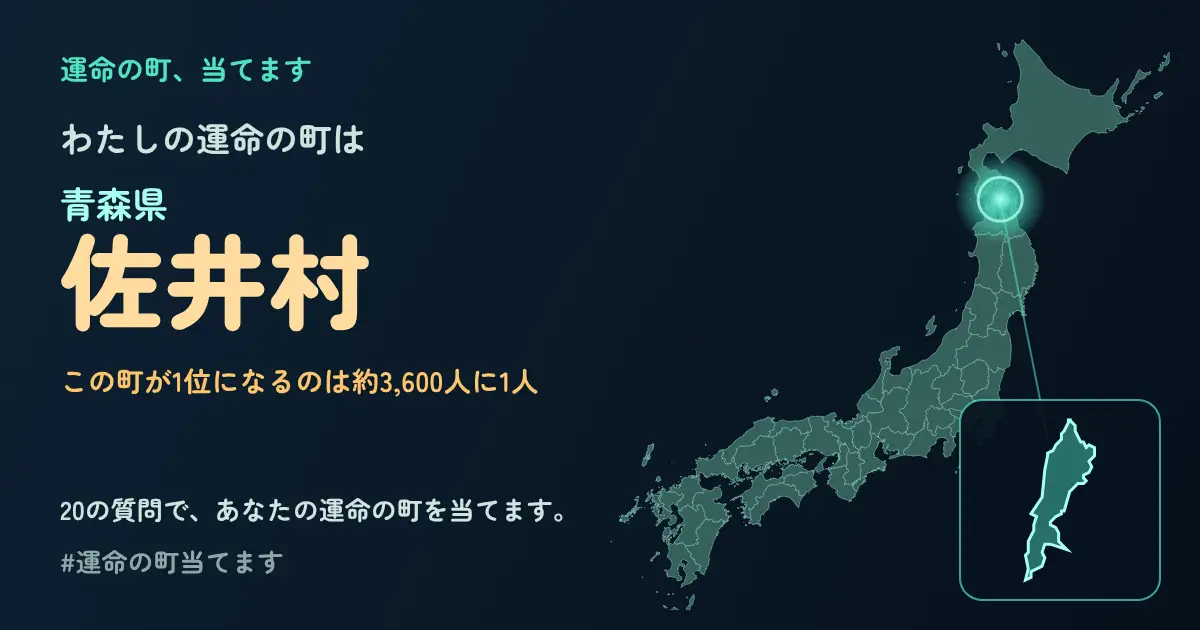 運命の町、当てます
わたしの運命の町は
青森県
佐井村
この町が1位になるのは約3,600人に1人
20の質問で、あなたの運命の町を当てます。
#運命の町当てます